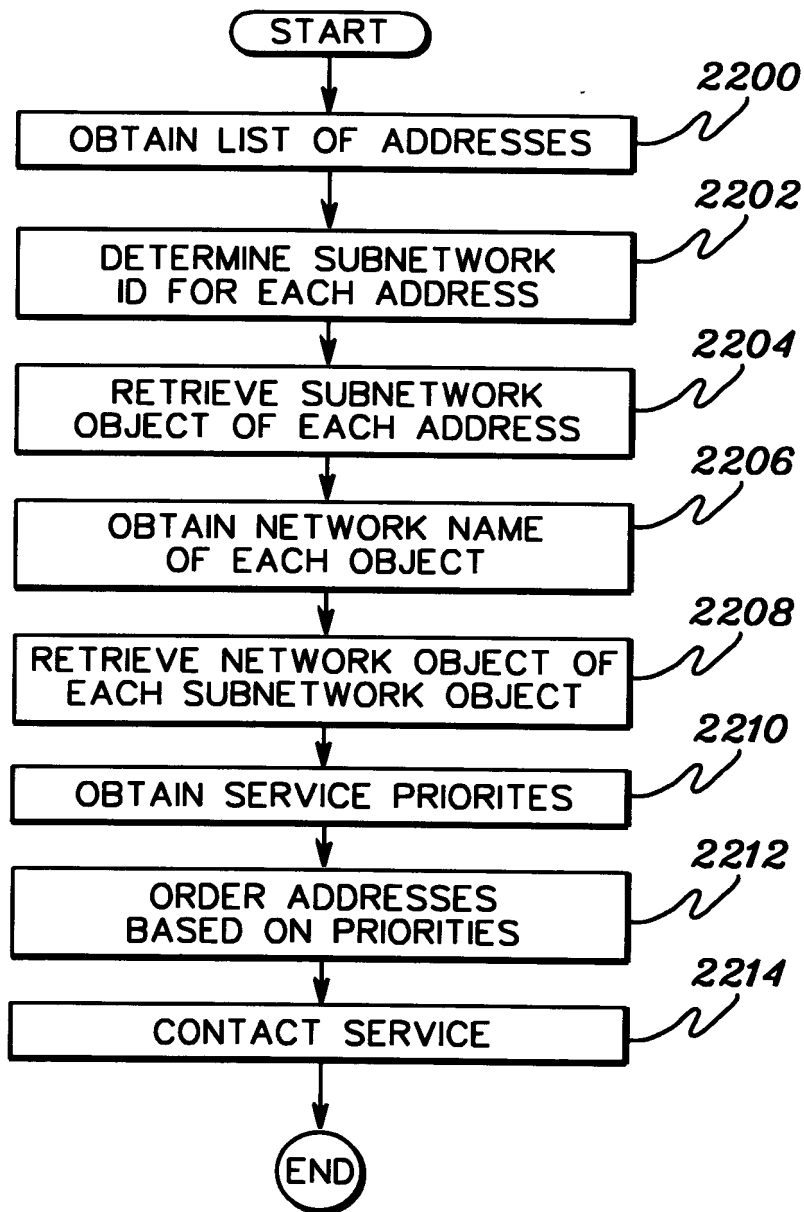 START
2200
OBTAIN LIST OF ADDRESSES
2202
DETERMINE SUBNETWORK
ID FOR EACH ADDRESS
2204
RETRIEVE SUBNETWORK
OBJECT OF EACH ADDRESS
2206
OBTAIN NETWORK NAME
OF EACH OBJECT
2208
RETRIEVE NETWORK OBJECT OF
EACH SUBNETWORK OBJECT
2210
OBTAIN SERVICE PRIORITES
2212
ORDER ADDRESSES
BASED ON PRIORITIES
2214
CONTACT SERVICE
END